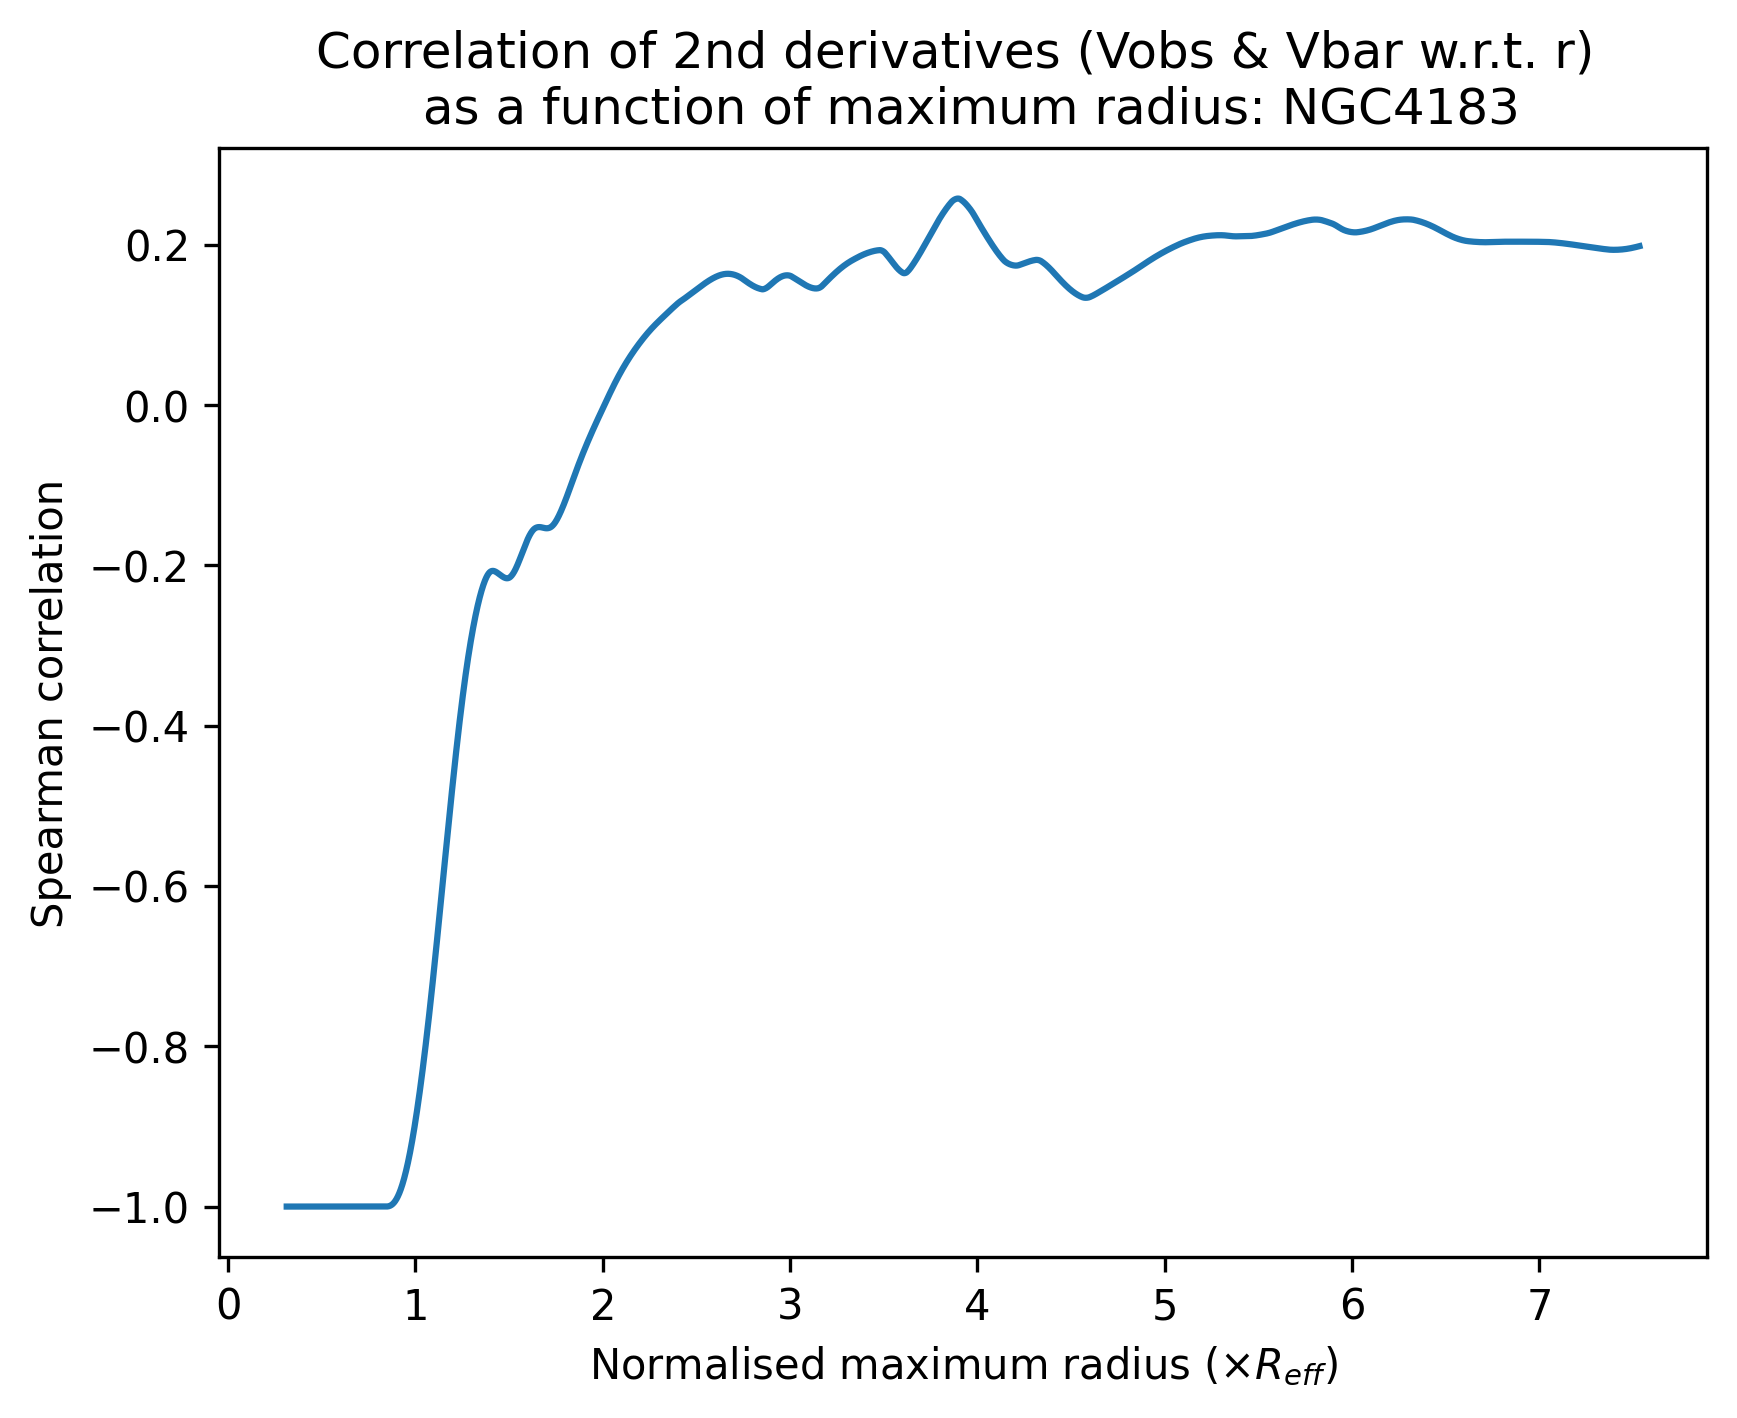 Correlation of 2nd derivatives (Vobs & Vbar w.r.t. r)
as a function of maximum radius: NGC4183
Spearman correlation
0.2
0.0
−0.2
−0.4
−0.6
−0.8
−1.0
0 1 2 3 4 5 6 7
Normalised maximum radius (×R_eff)